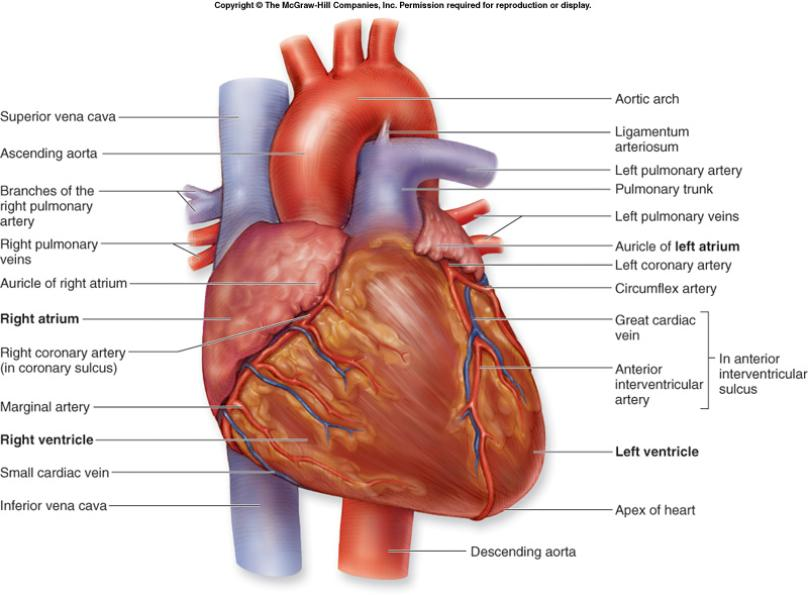 Copyright © The McGraw-Hill Companies, Inc. Permission required for reproduction or display.
Superior vena cava
Ascending aorta
Branches of the
right pulmonary
artery
Right pulmonary
veins
Auricle of right atrium
Right atrium
Right coronary artery
(in coronary sulcus)
Marginal artery
Right ventricle
Small cardiac vein
Inferior vena cava
Aortic arch
Ligamentum
arteriosum
Left pulmonary artery
Pulmonary trunk
Left pulmonary veins
Auricle of left atrium
Left coronary artery
Circumflex artery
Great cardiac
vein
Anterior
interventricular
artery
In anterior
interventricular
sulcus
Left ventricle
Apex of heart
Descending aorta